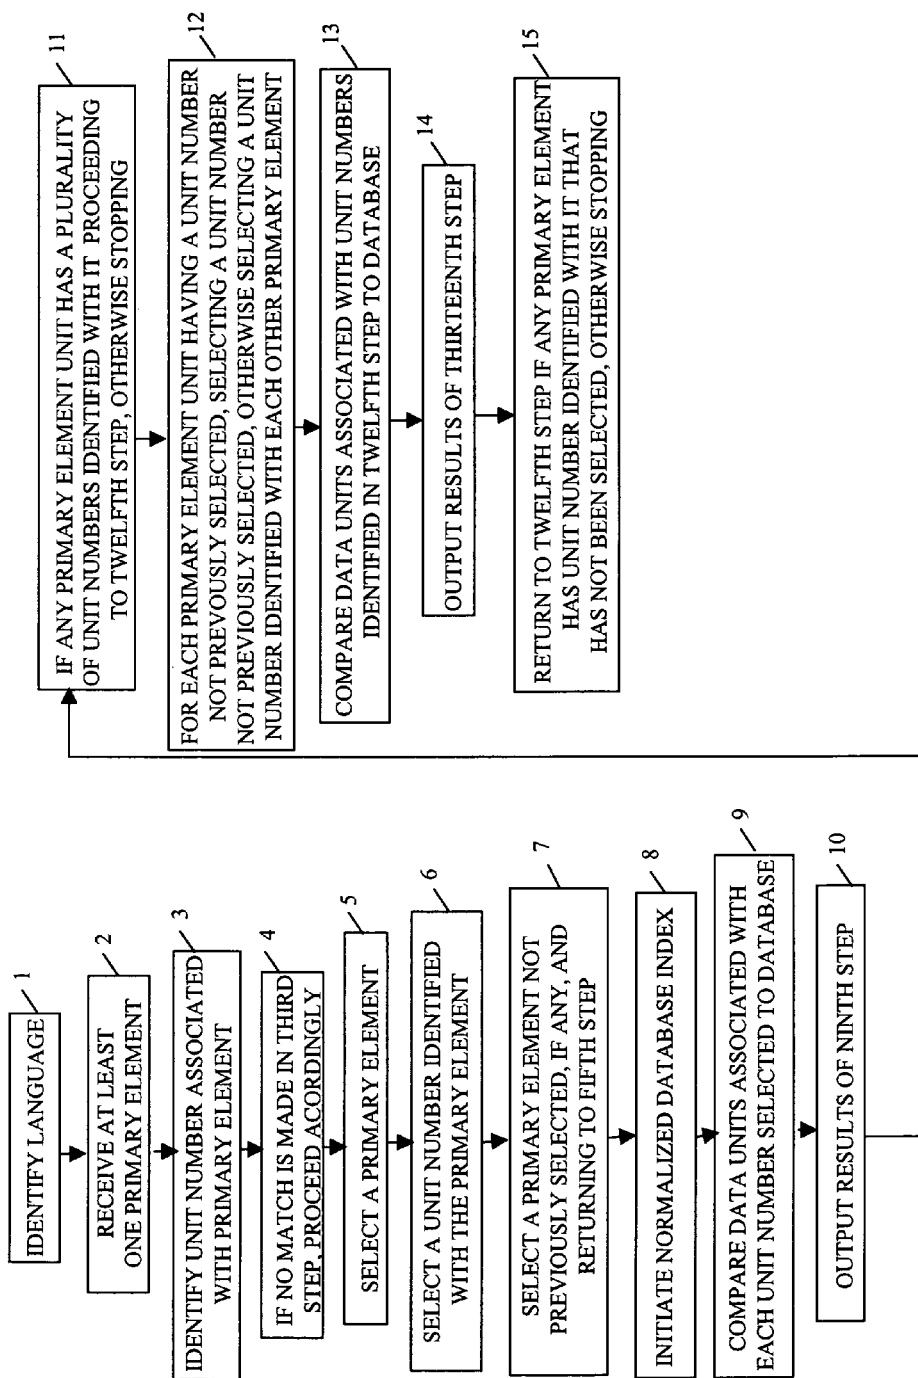 1
IDENTIFY LANGUAGE
2
RECEIVE AT LEAST
ONE PRIMARY ELEMENT
3
IDENTIFY UNIT NUMBER ASSOCIATED
WITH PRIMARY ELEMENT
4
IF NO MATCH IS MADE IN THIRD
STEP, PROCEED ACORDINGLY
5
SELECT A PRIMARY ELEMENT
6
SELECT A UNIT NUMBER IDENTIFIED
WITH THE PRIMARY ELEMENT
7
SELECT A PRIMARY ELEMENT NOT
PREVIOUSLY SELECTED, IF ANY, AND
RETURNING TO FIFTH STEP
8
INITIATE NORMALIZED DATABASE INDEX
9
COMPARE DATA UNITS ASSOCIATED WITH
EACH UNIT NUMBER SELECTED TO DATABASE
10
OUTPUT RESULTS OF NINTH STEP
11
IF ANY PRIMARY ELEMENT UNIT HAS A PLURALITY
OF UNIT NUMBERS IDENTIFIED WITH IT PROCEEDING
TO TWELFTH STEP, OTHERWISE STOPPING
12
FOR EACH PRIMARY ELEMENT UNIT HAVING A UNIT NUMBER
NOT PREVOUSLY SELECTED, SELECTING A UNIT NUMBER
NOT PREVIOUSLY SELECTED, OTHERWISE SELECTING A UNIT
NUMBER IDENTIFIED WITH EACH OTHER PRIMARY ELEMENT
13
COMPARE DATA UNITS ASSOCIATED WITH UNIT NUMBERS
IDENTIFIED IN TWELFTH STEP TO DATABASE
14
OUTPUT RESULTS OF THIRTEENTH STEP
15
RETURN TO TWELFTH STEP IF ANY PRIMARY ELEMENT
HAS UNIT NUMBER IDENTIFIED WITH IT THAT
HAS NOT BEEN SELECTED, OTHERWISE STOPPING